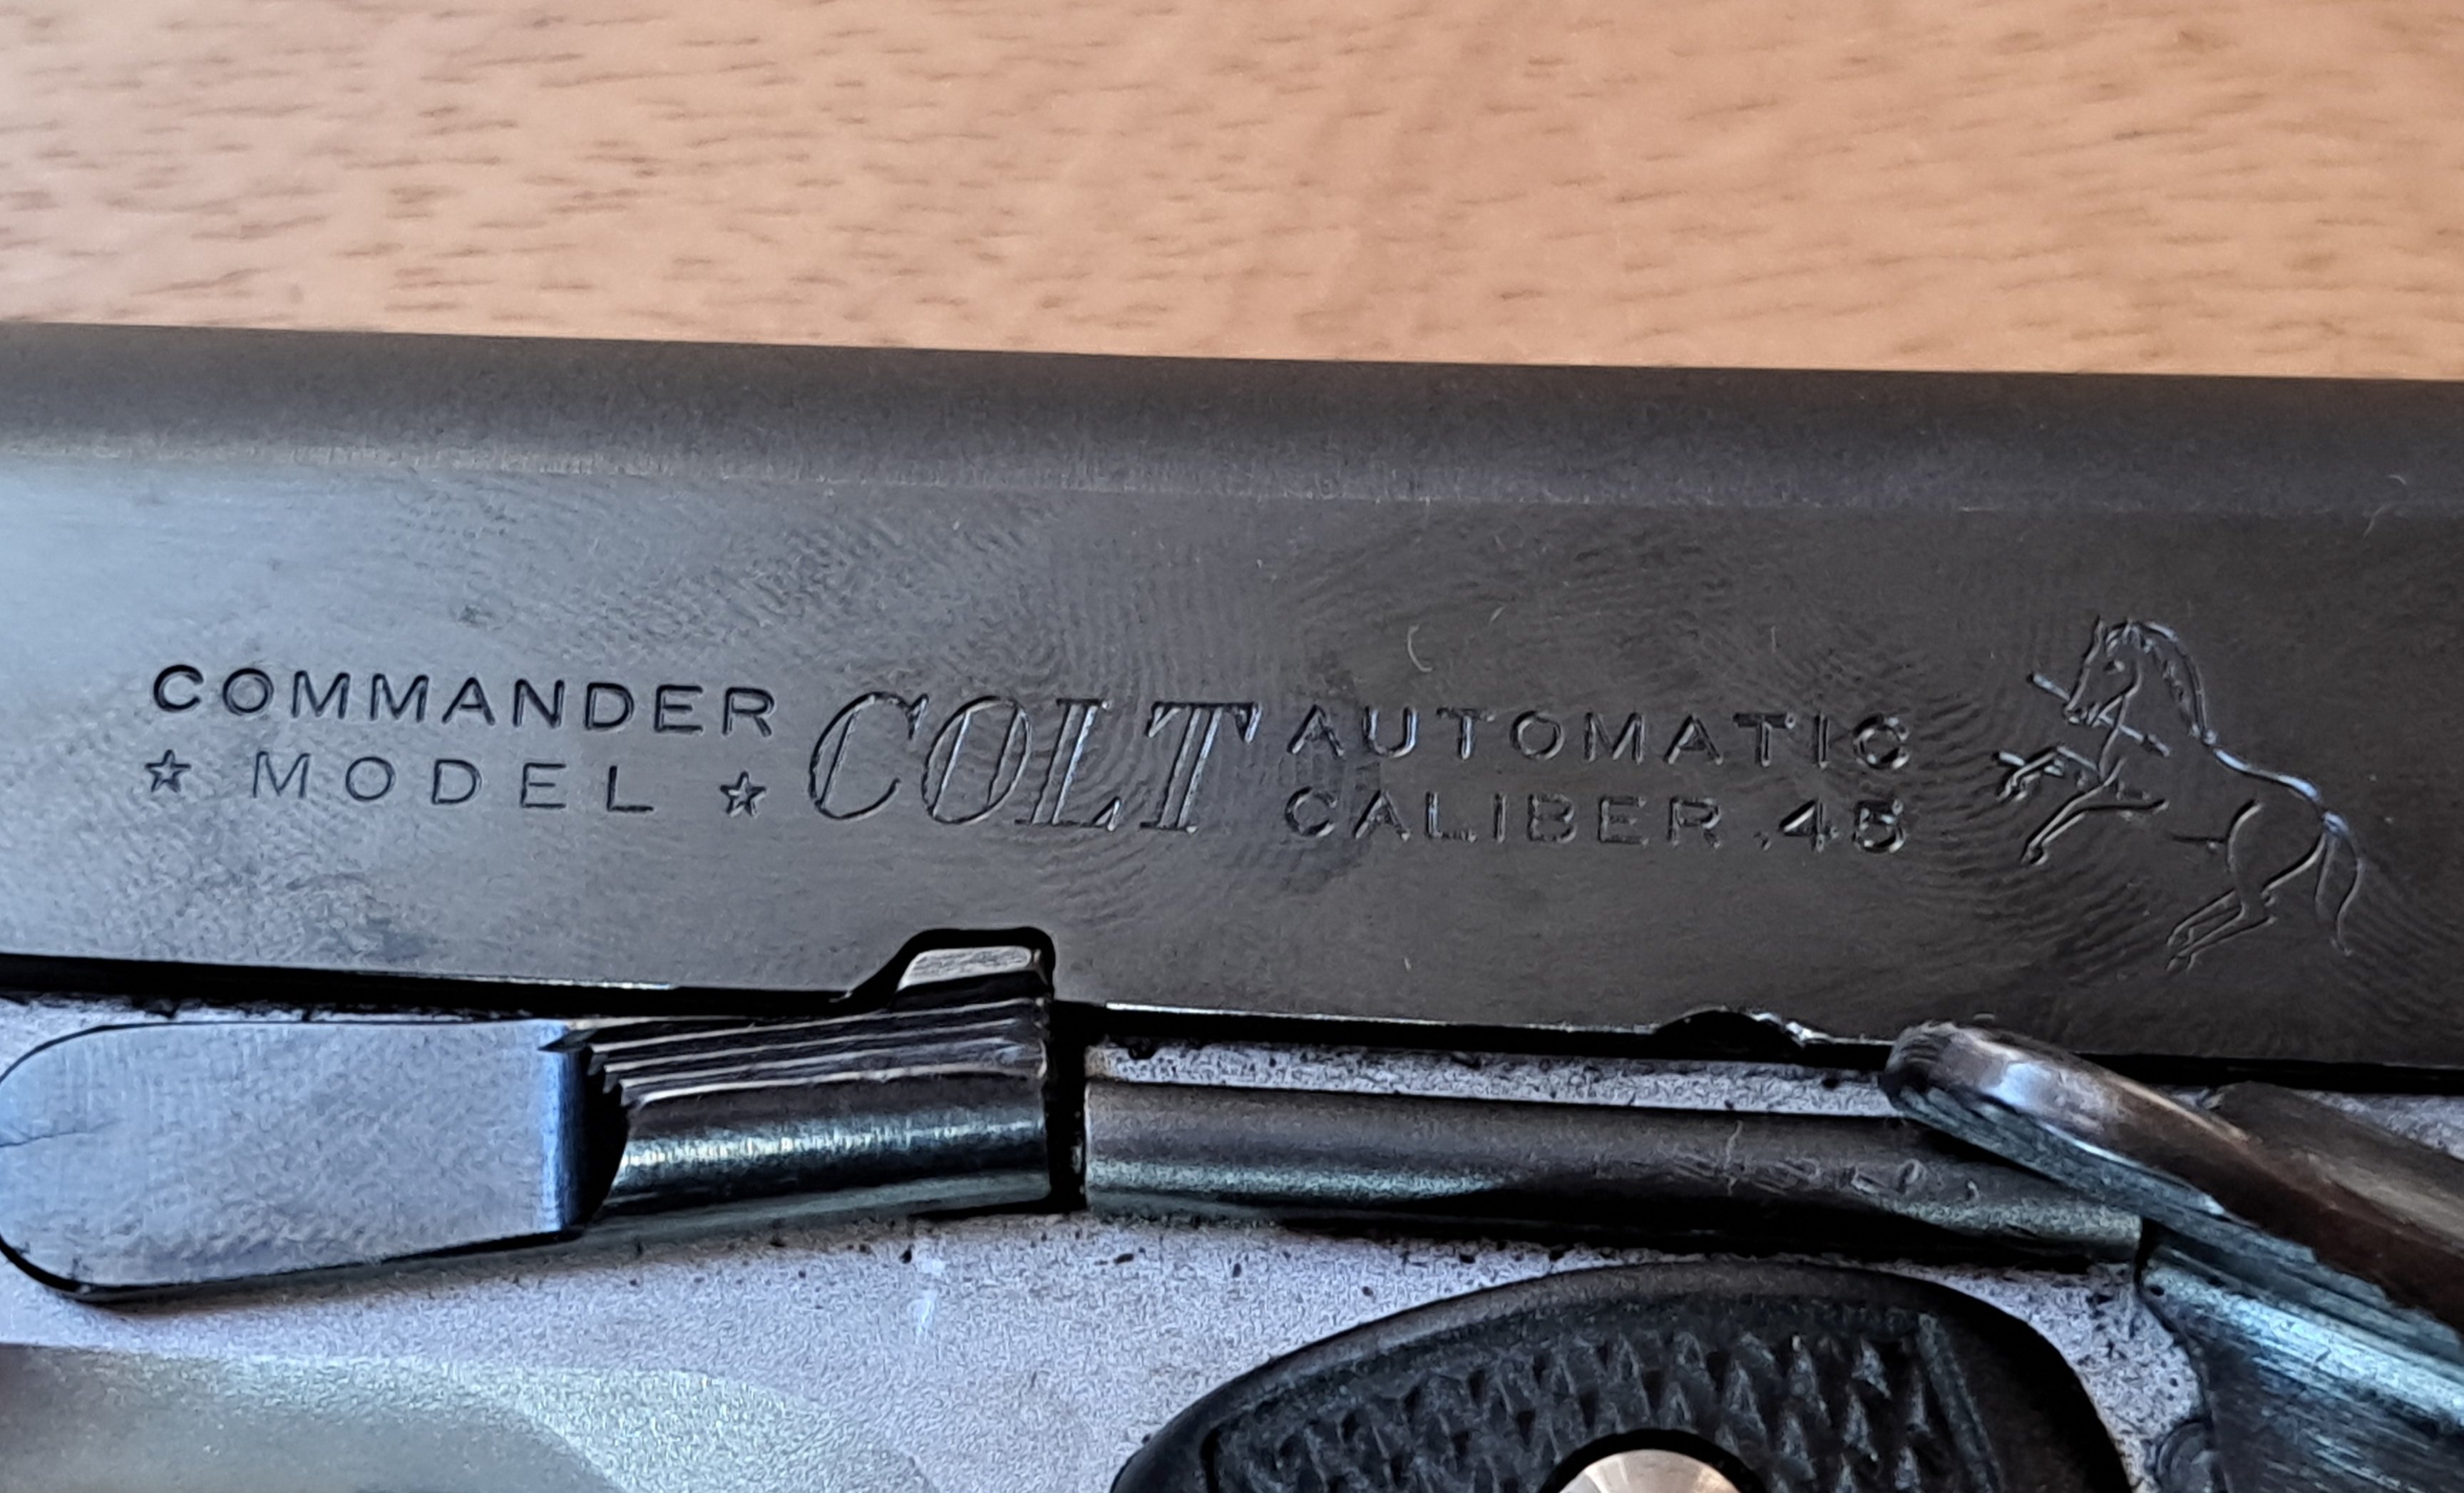 COMMANDER
☆ MODEL ☆
COLT
AUTOMATIC
CALIBER .45